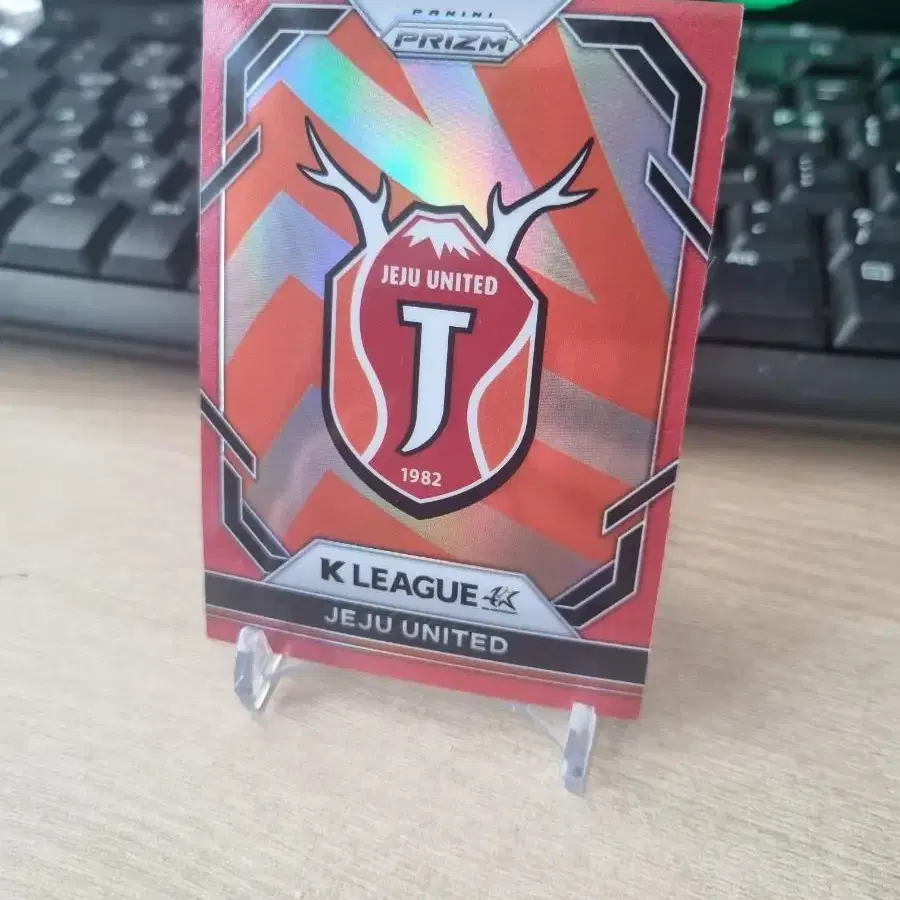 PANINI
PRIZM
JEJU UNITED
J
1982
K LEAGUE
JEJU UNITED